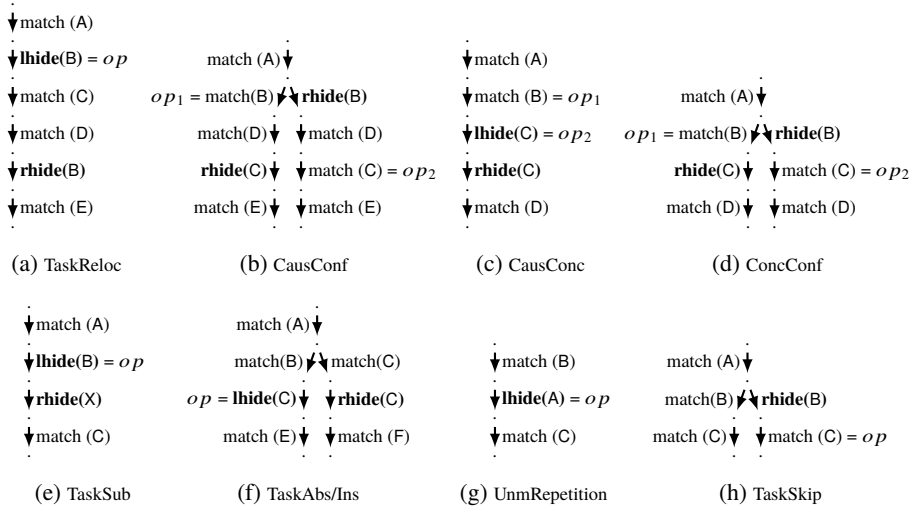 match (A)
lhide(B) = op
match (C)
match (D)
rhide(B)
match (E)
(a) TaskReloc
match (A)
op1 = match(B) rhide(B)
match(D) match (D)
rhide(C) match (C) = op2
match (E) match (E)
(b) CausConf
match (A)
match (B) = op1
lhide(C) = op2
rhide(C)
match (D)
(c) CausConc
match (A)
op1 = match(B) rhide(B)
rhide(C) match (C) = op2
match (D) match (D)
(d) ConcConf
match (A)
lhide(B) = op
rhide(X)
match (C)
(e) TaskSub
match (A)
match(B) match(C)
op = lhide(C) rhide(C)
match (E) match (F)
(f) TaskAbs/Ins
match (B)
lhide(A) = op
match (C)
(g) UnmRepetition
match (A)
match(B) rhide(B)
match (C) match (C) = op
(h) TaskSkip